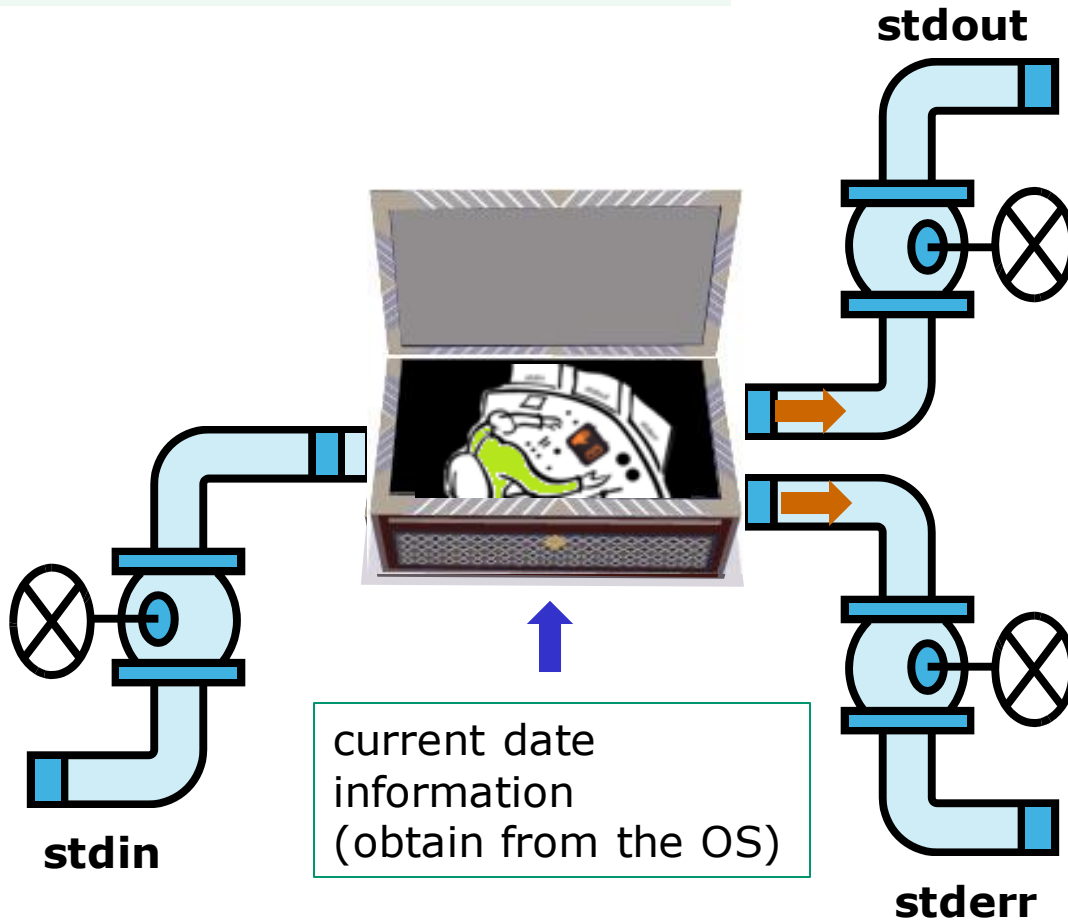 stdout
current date
information
(obtain from the OS)
stdin
stderr